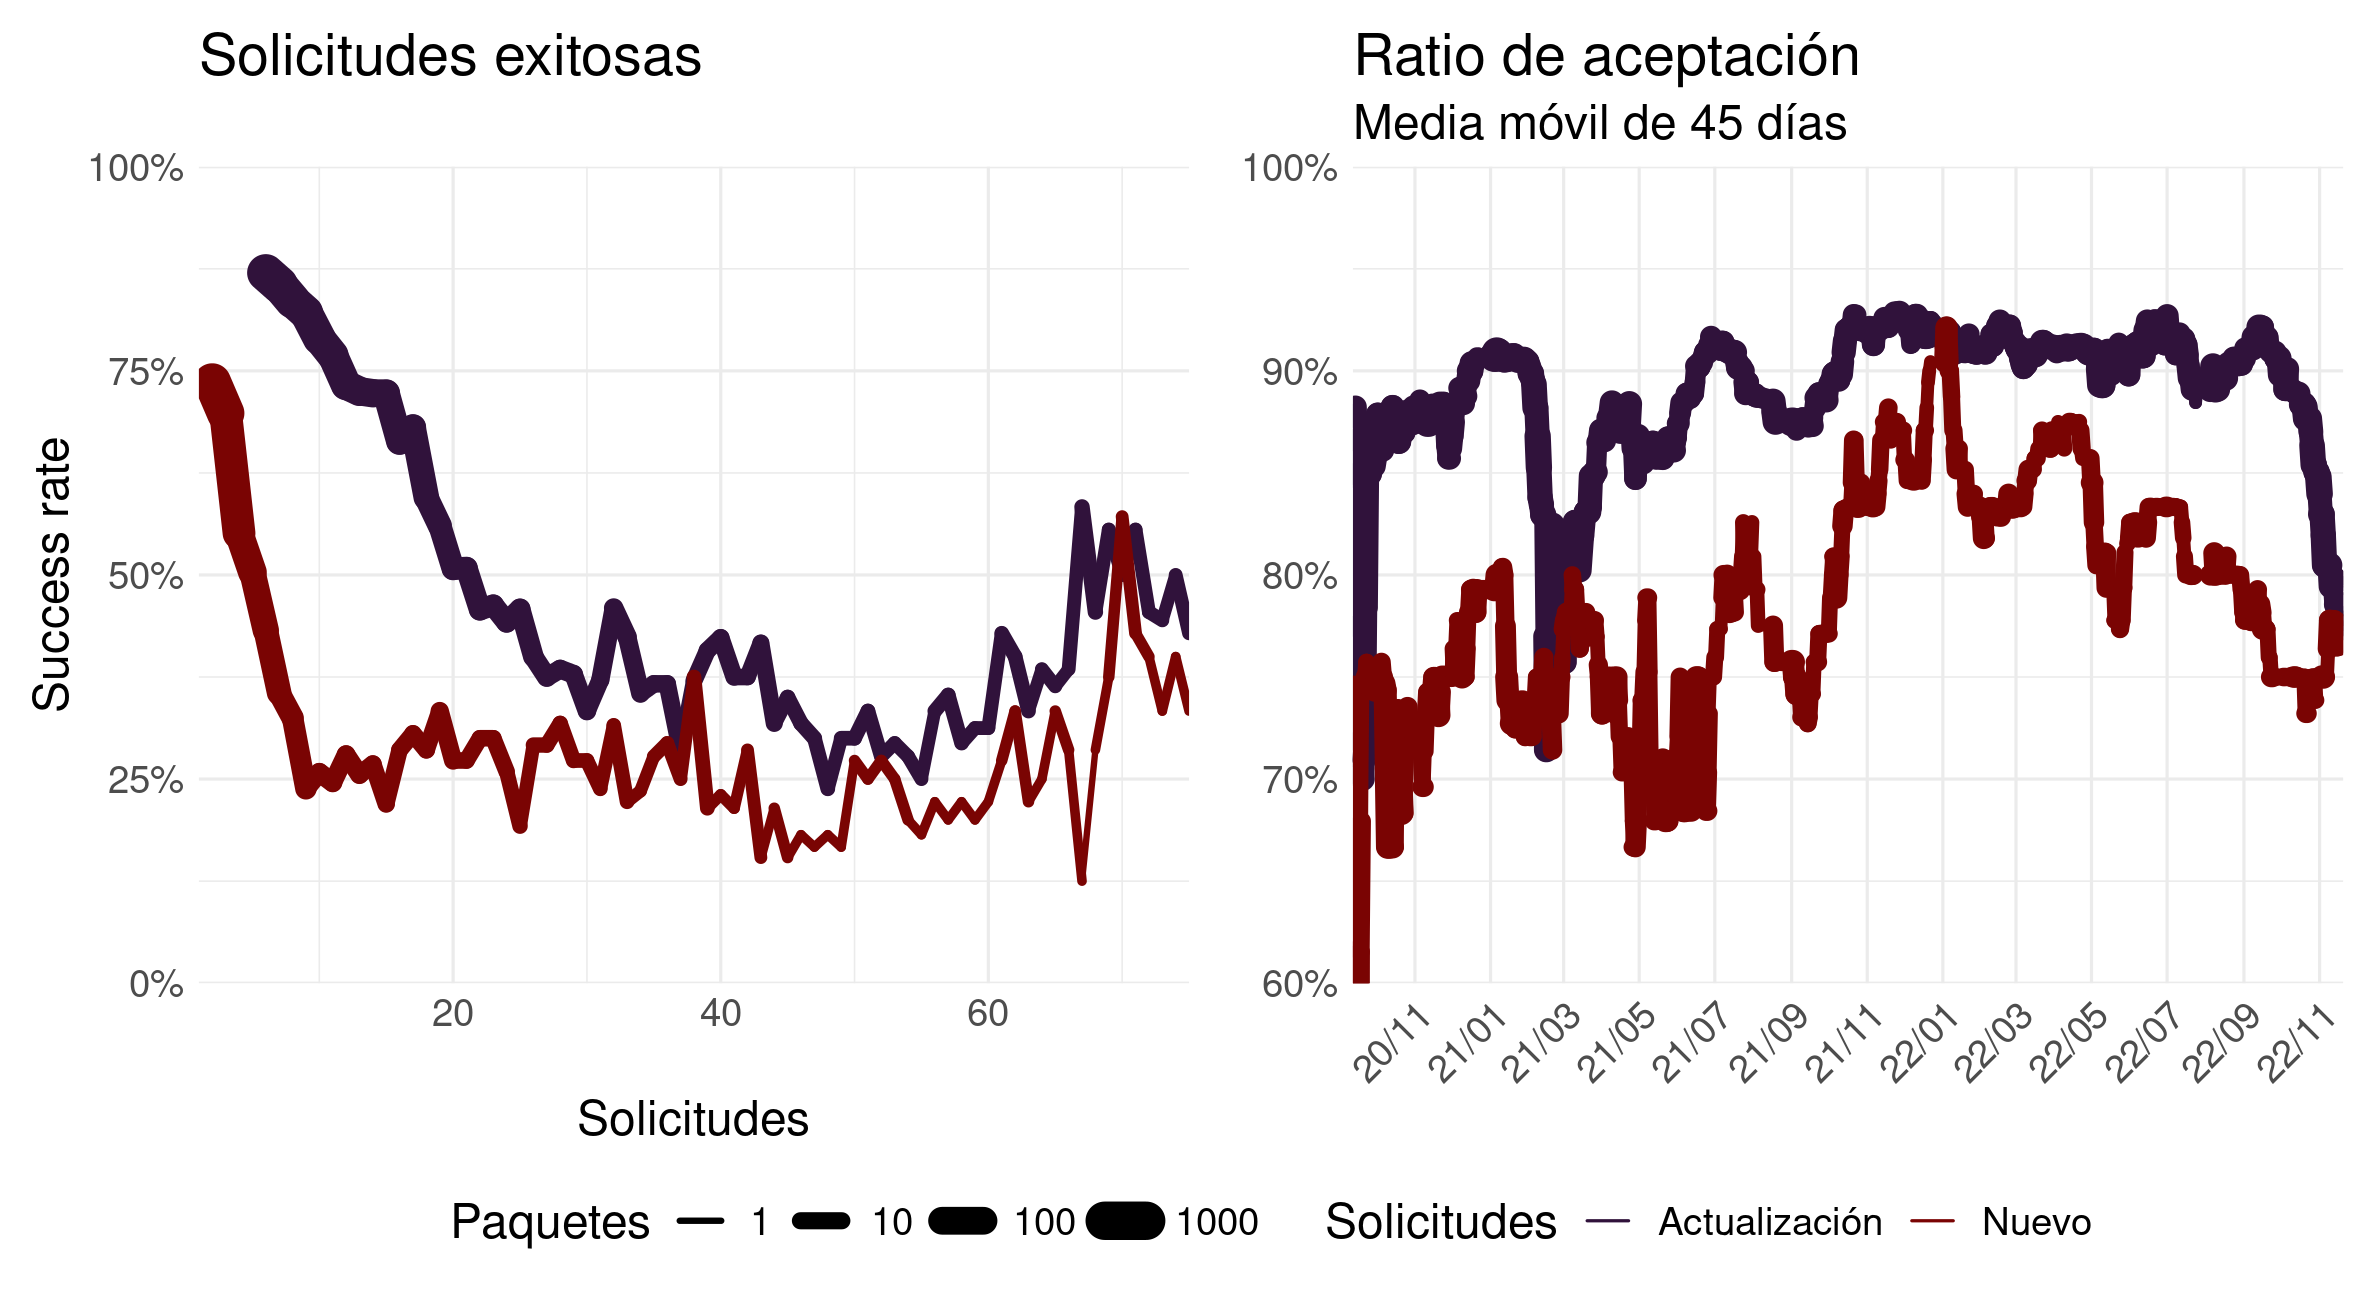 Solicitudes exitosas
Success rate
100%
75%
50%
25%
0%
20 40 60
Solicitudes
Ratio de aceptación
Media móvil de 45 días
100%
90%
80%
70%
60%
20/11 21/01 21/03 21/05 21/07 21/09 21/11 22/01 22/03 22/05 22/07 22/09 22/11
Paquetes 1 10 100 1000 Solicitudes Actualización Nuevo